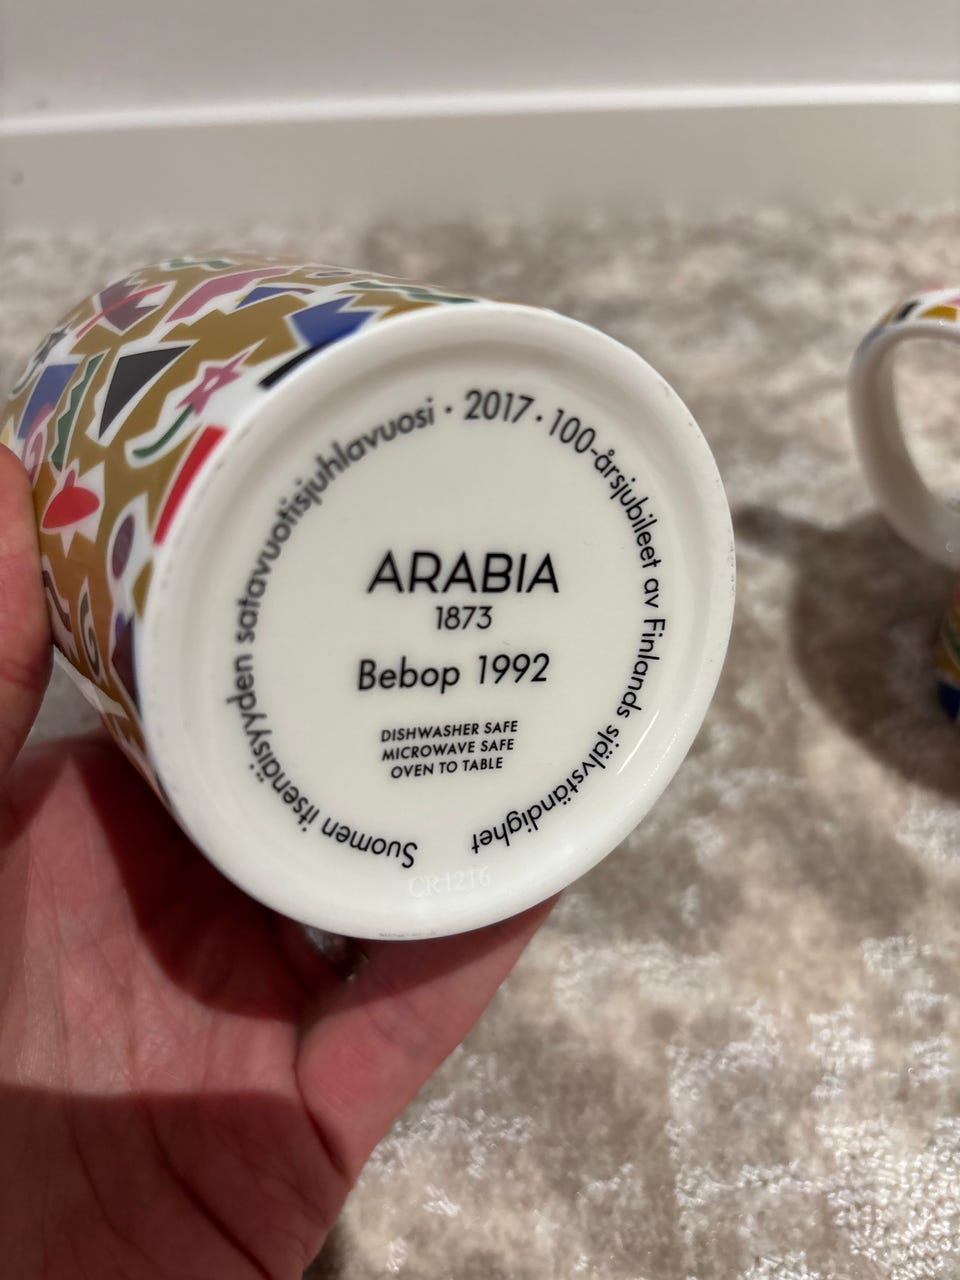 Suomen itsenäisyyden satavuotisjuhlavuosi · 2017 · 100-årsjubileet av Finlands självständighet
ARABIA
1873
Bebop 1992
DISHWASHER SAFE
MICROWAVE SAFE
OVEN TO TABLE
CR1216